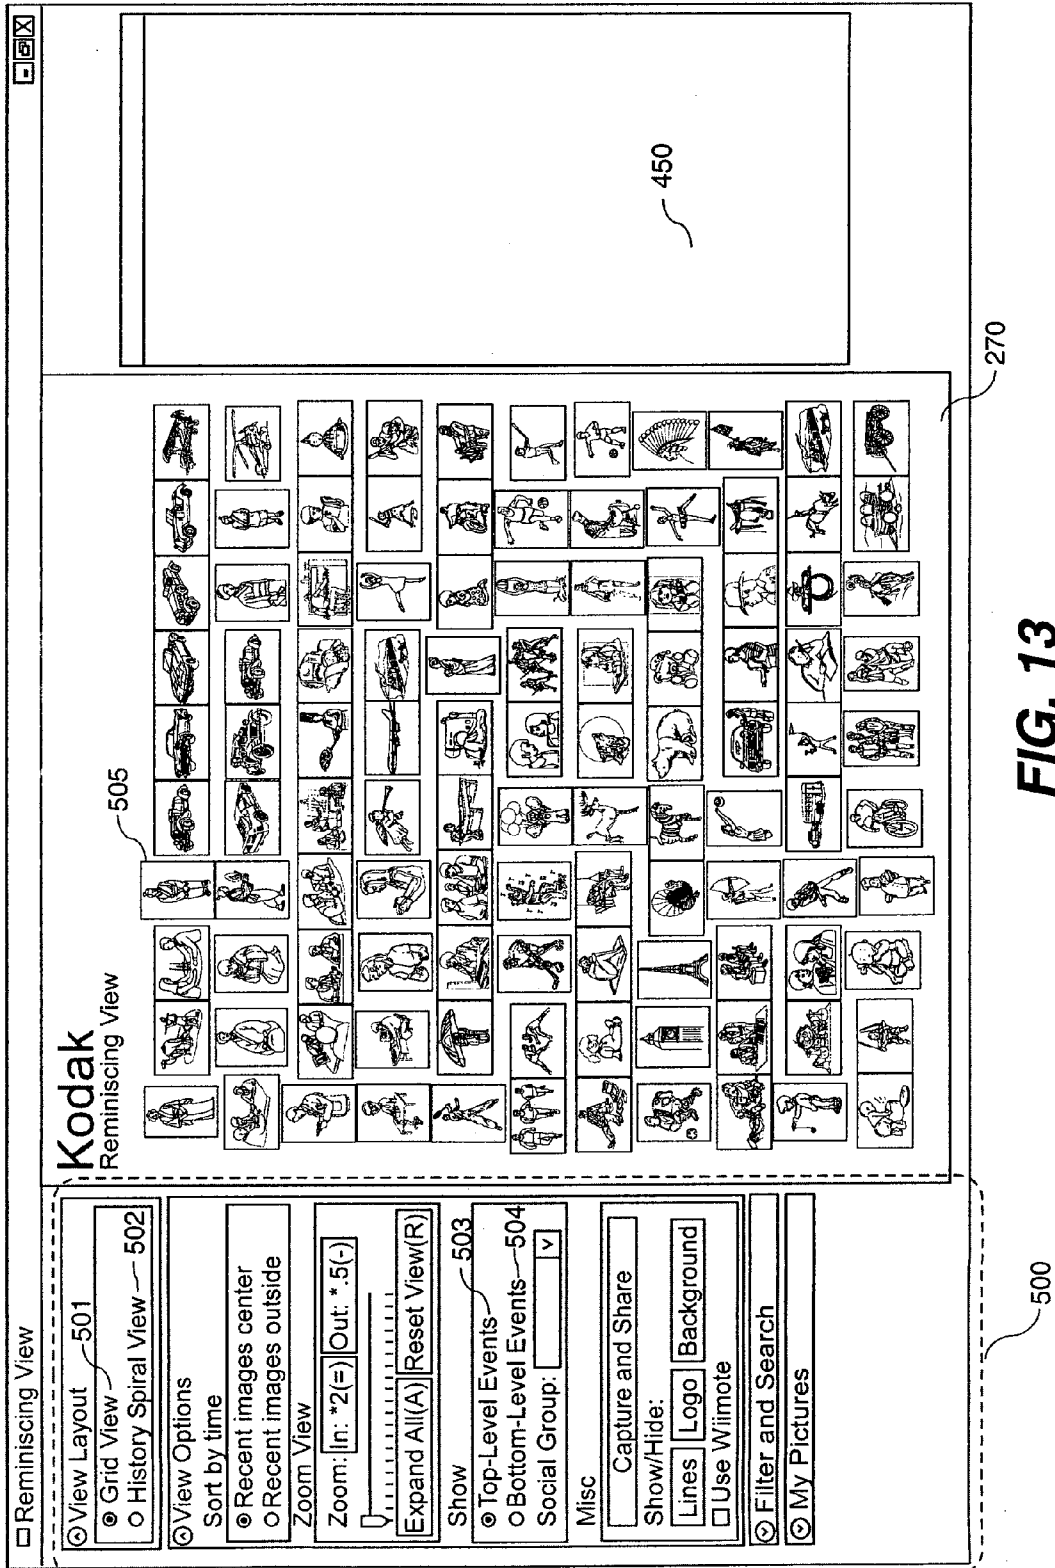 □ Reminiscing View
- X
View Layout 501
Grid View
History Spiral View 502
View Options
Sort by time
Recent images center
Recent images outside
Zoom View
Zoom: In: *2(=) Out: *.5(-)
Expand All(A) Reset View(R)
Show 503
Top-Level Events
Bottom-Level Events 504
Social Group: v
Misc
Capture and Share
Show/Hide:
Lines Logo Background
□ Use Wiimote
Filter and Search
My Pictures
500
Kodak
Reminiscing View
505
270
450
FIG. 13